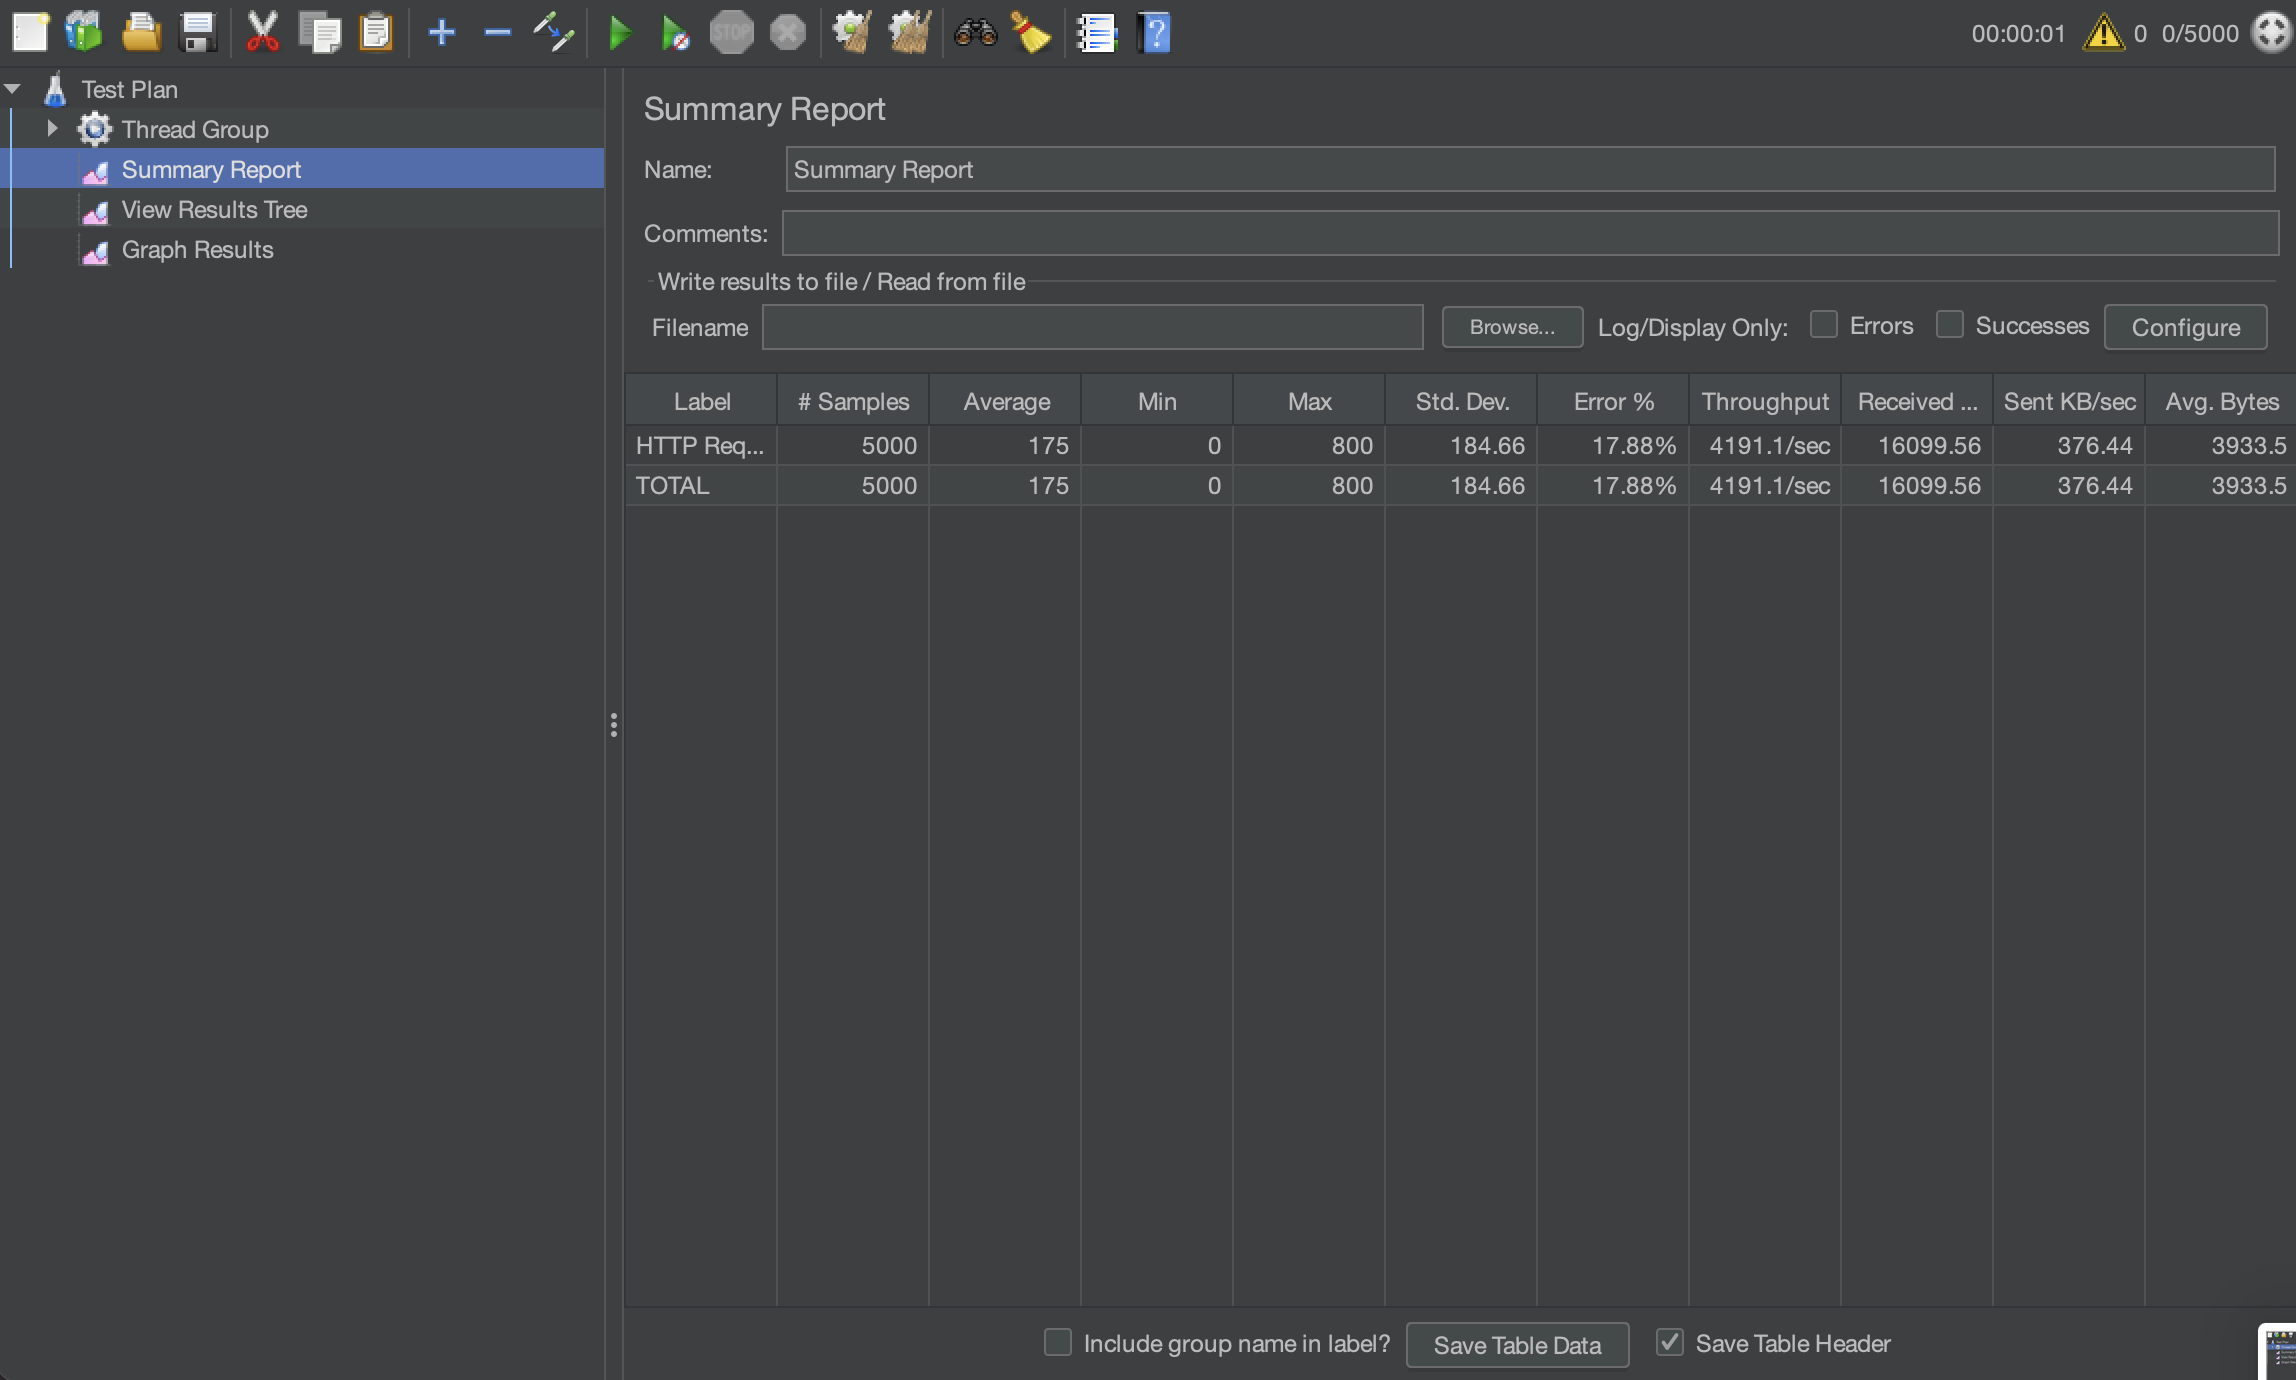 STOP
?
00:00:01 0 0/5000
Test Plan
Thread Group
Summary Report
View Results Tree
Graph Results
Summary Report
Name: Summary Report
Comments:
Write results to file / Read from file
Filename Browse... Log/Display Only: Errors Successes Configure
Label # Samples Average Min Max Std. Dev. Error % Throughput Received ... Sent KB/sec Avg. Bytes
HTTP Req... 5000 175 0 800 184.66 17.88% 4191.1/sec 16099.56 376.44 3933.5
TOTAL 5000 175 0 800 184.66 17.88% 4191.1/sec 16099.56 376.44 3933.5
Include group name in label? Save Table Data Save Table Header